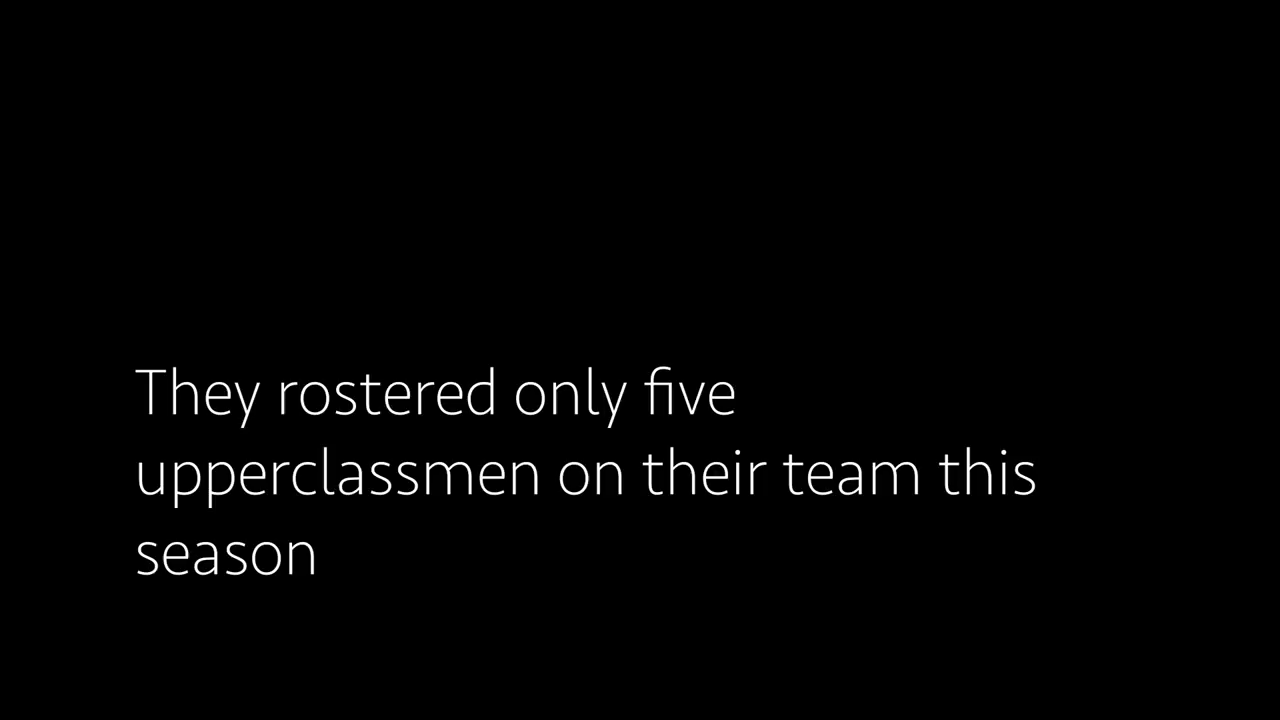 They rostered only five
upperclassmen on their team this
season